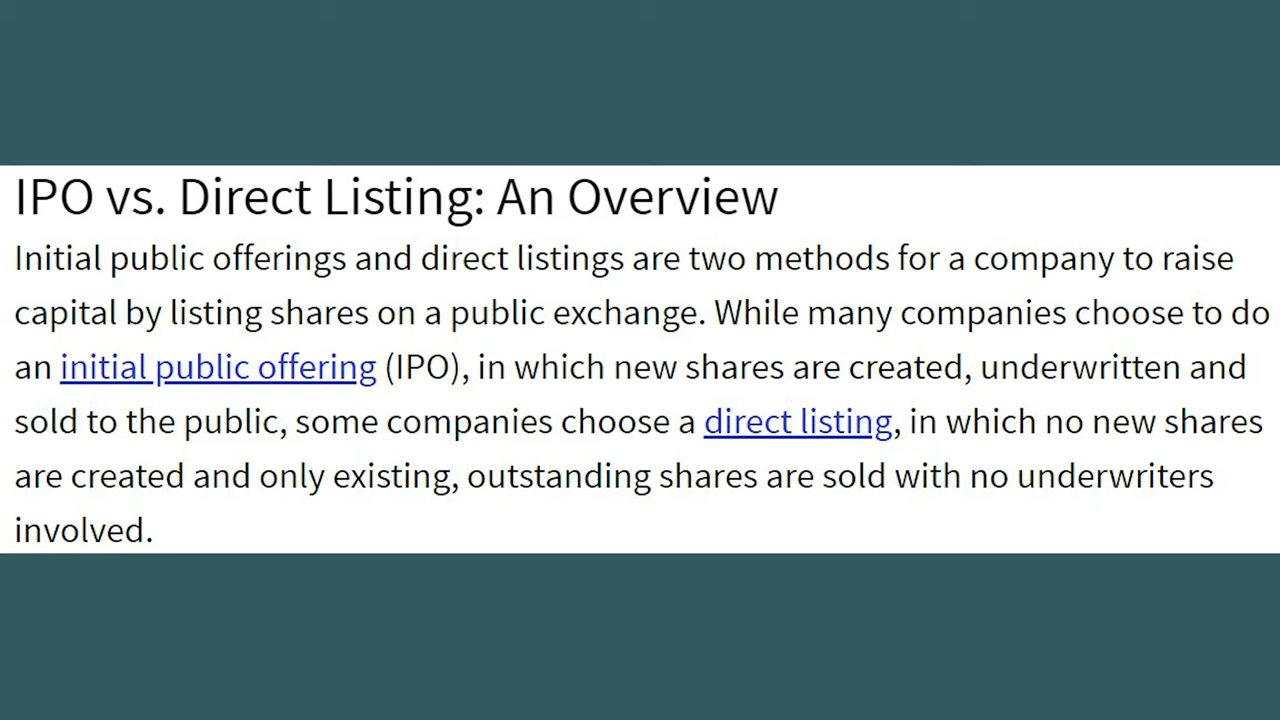 IPO vs. Direct Listing: An Overview
Initial public offerings and direct listings are two methods for a company to raise
capital by listing shares on a public exchange. While many companies choose to do
an initial public offering (IPO), in which new shares are created, underwritten and
sold to the public, some companies choose a direct listing, in which no new shares
are created and only existing, outstanding shares are sold with no underwriters
involved.